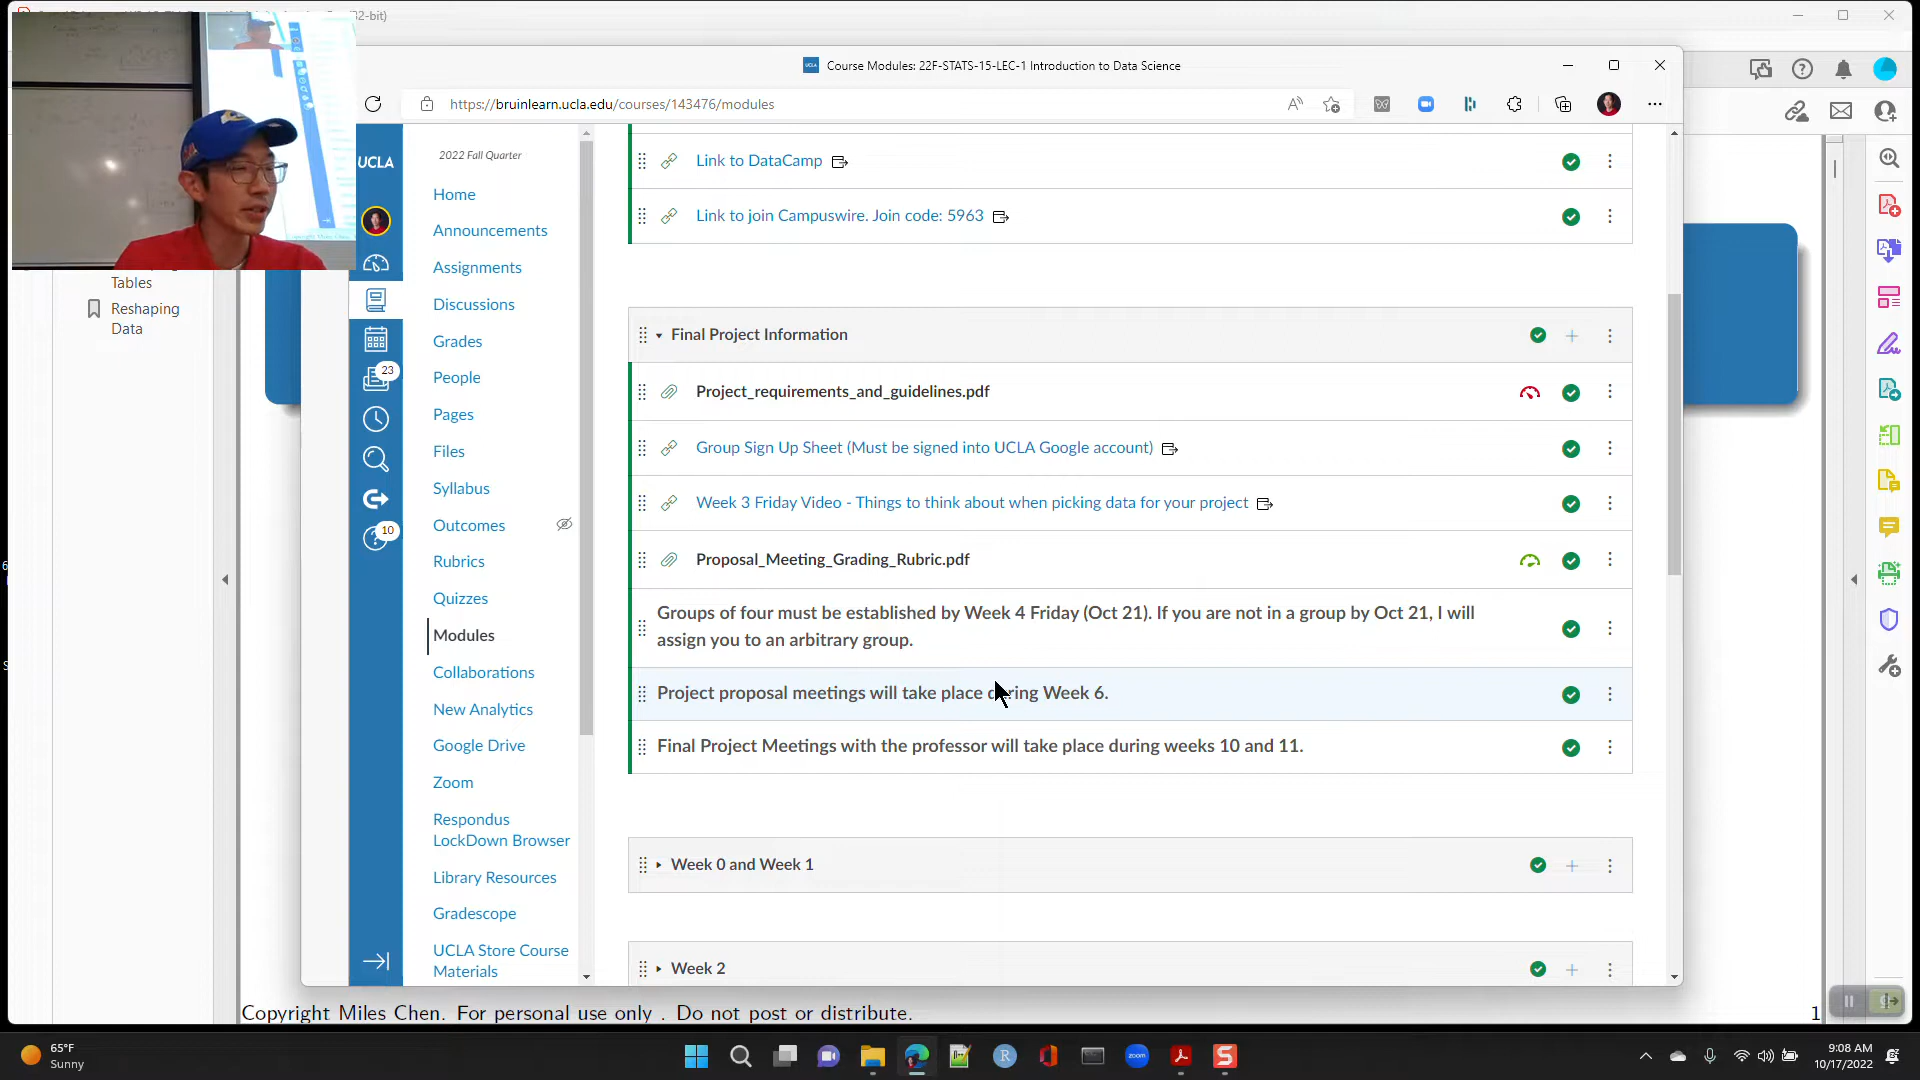 2-bit)
Course Modules: 22F-STATS-15-LEC-1 Introduction to Data Science
https://bruinlearn.ucla.edu/courses/143476/modules
UCLA
23
10
2022 Fall Quarter
Home
Announcements
Assignments
Discussions
Grades
People
Pages
Files
Syllabus
Outcomes
Rubrics
Quizzes
Modules
Collaborations
New Analytics
Google Drive
Zoom
Respondus
LockDown Browser
Library Resources
Gradescope
UCLA Store Course
Materials
Link to DataCamp
Link to join Campuswire. Join code: 5963
Final Project Information
Project_requirements_and_guidelines.pdf
Group Sign Up Sheet (Must be signed into UCLA Google account)
Week 3 Friday Video - Things to think about when picking data for your project
Proposal_Meeting_Grading_Rubric.pdf
Groups of four must be established by Week 4 Friday (Oct 21). If you are not in a group by Oct 21, I will
assign you to an arbitrary group.
Project proposal meetings will take place during Week 6.
Final Project Meetings with the professor will take place during weeks 10 and 11.
Week 0 and Week 1
Week 2
Tables
Reshaping
Data
Copyright Miles Chen. For personal use only . Do not post or distribute.
1
65°F
Sunny
zoom
9:08 AM
10/17/2022